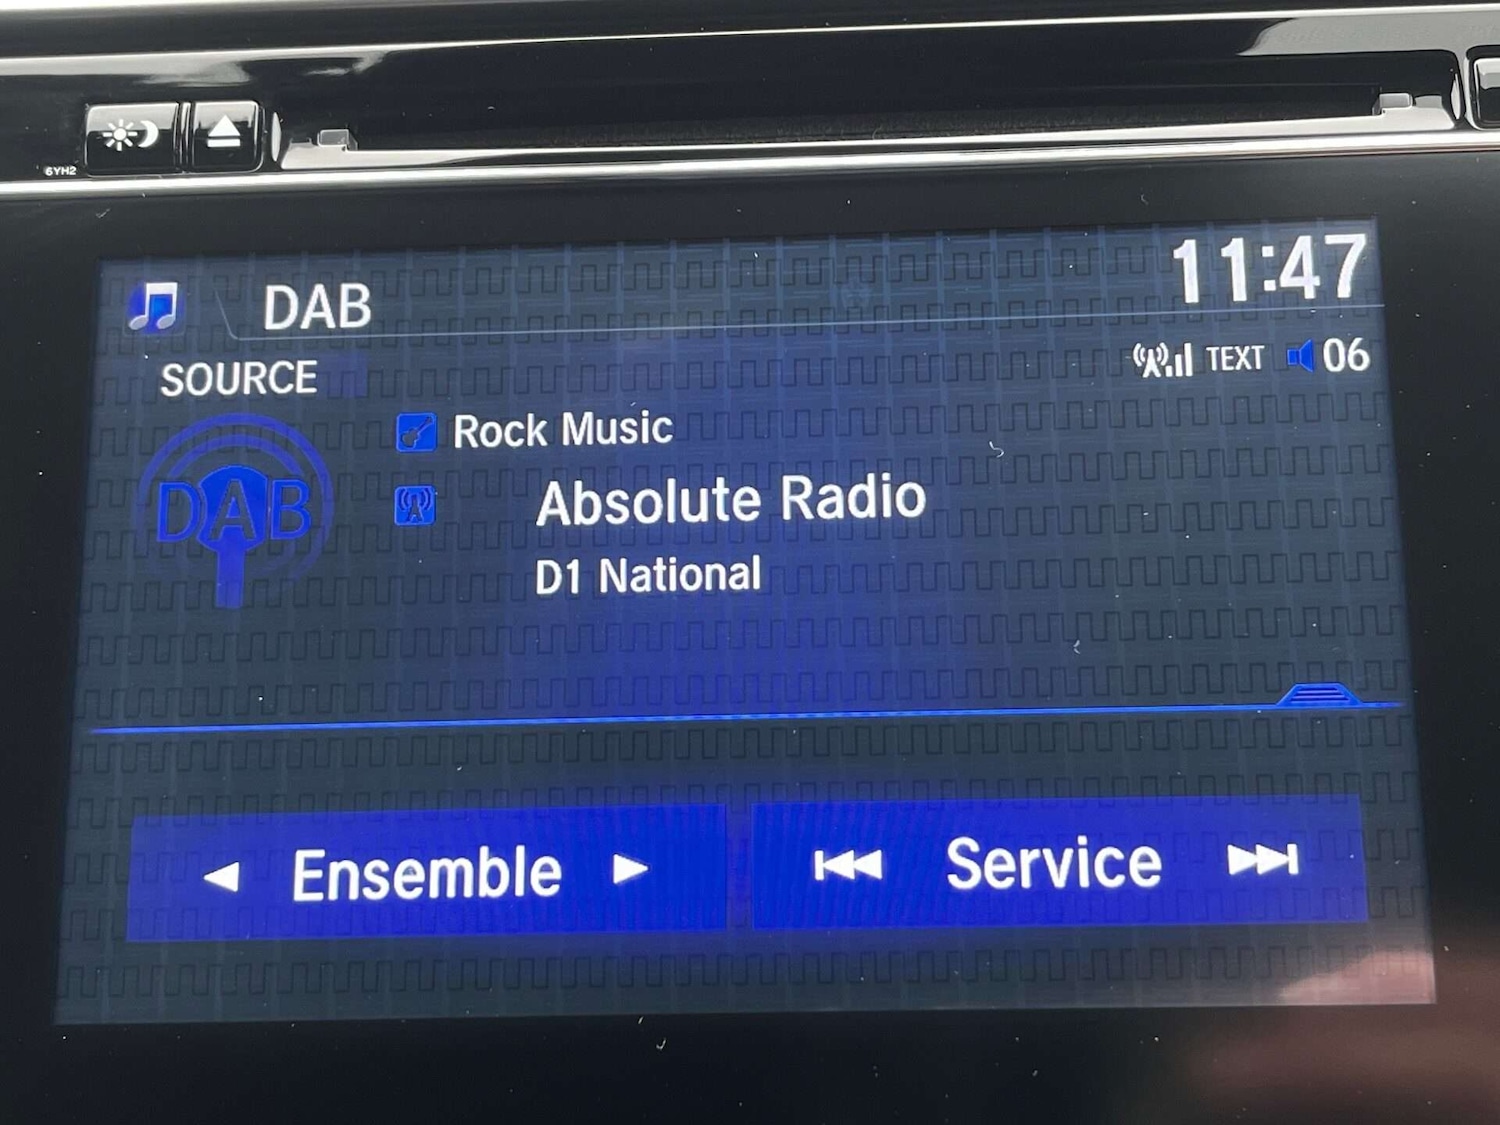 6YH2
DAB
11:47
SOURCE
TEXT 06
DAB
Rock Music
Absolute Radio
D1 National
Ensemble
Service